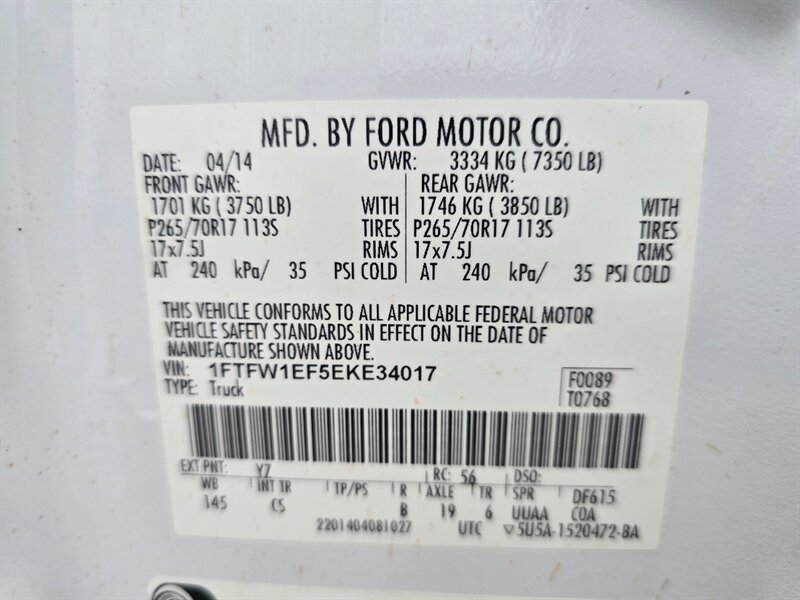 MFD. BY FORD MOTOR CO.
DATE: 04/14 GVWR: 3334 KG ( 7350 LB)
FRONT GAWR: REAR GAWR:
1701 KG ( 3750 LB) WITH 1746 KG ( 3850 LB) WITH
P265/70R17 113S TIRES P265/70R17 113S TIRES
17x7.5J RIMS 17x7.5J RIMS
AT 240 kPa/ 35 PSI COLD AT 240 kPa/ 35 PSI COLD
THIS VEHICLE CONFORMS TO ALL APPLICABLE FEDERAL MOTOR
VEHICLE SAFETY STANDARDS IN EFFECT ON THE DATE OF
MANUFACTURE SHOWN ABOVE.
VIN: 1FTFW1EF5EKE34017 F0089
TYPE: Truck T0768
EXT PNT: YZ RC: 56 DSO:
WB INT TR TP/PS R AXLE TR SPR DF615
145 CS B 19 6 UUAA COA
2201404081027 UTC ▽5U5A-1520472-BA